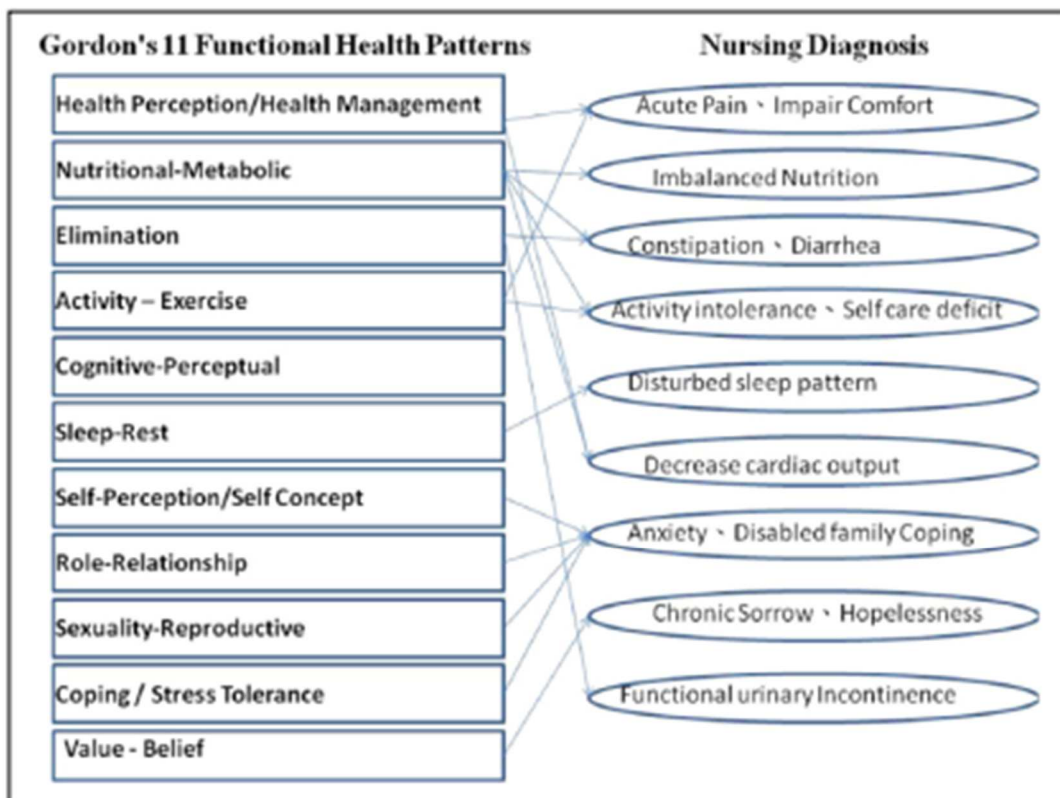 Gordon's 11 Functional Health Patterns
Health Perception/Health Management
Nutritional-Metabolic
Elimination
Activity – Exercise
Cognitive-Perceptual
Sleep-Rest
Self-Perception/Self Concept
Role-Relationship
Sexuality-Reproductive
Coping / Stress Tolerance
Value - Belief
Nursing Diagnosis
Acute Pain、Impair Comfort
Imbalanced Nutrition
Constipation、Diarrhea
Activity intolerance、Self care deficit
Disturbed sleep pattern
Decrease cardiac output
Anxiety、Disabled family Coping
Chronic Sorrow、Hopelessness
Functional urinary Incontinence